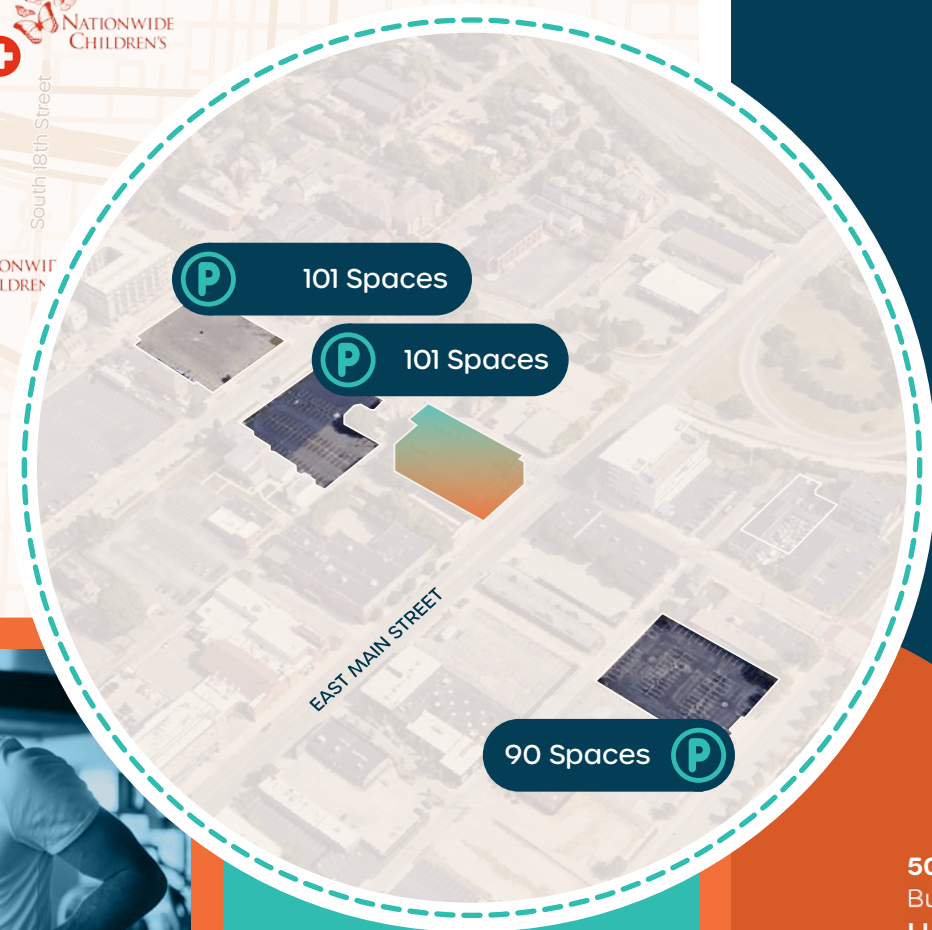 NATIONWIDE
CHILDREN'S
South 18th Street
101 Spaces
101 Spaces
EAST MAIN STREET
90 Spaces